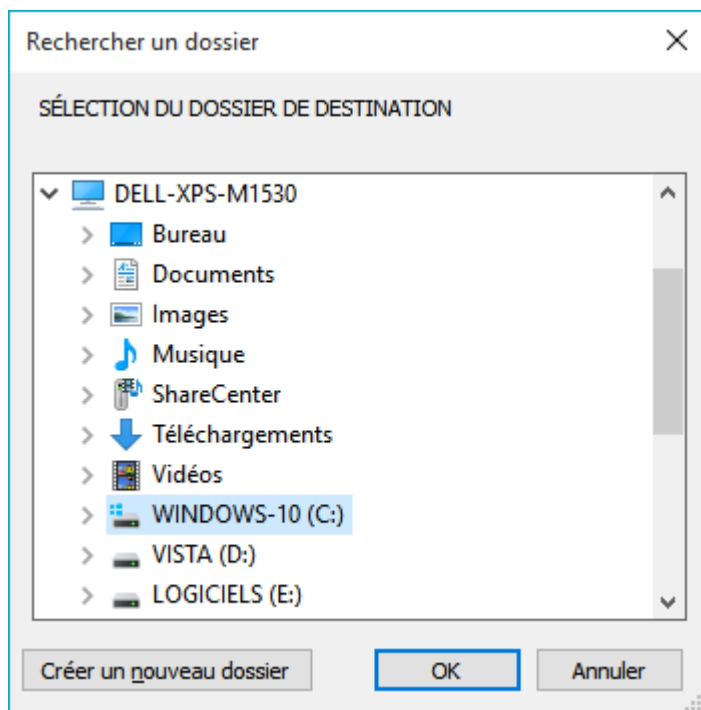 Rechercher un dossier
SÉLECTION DU DOSSIER DE DESTINATION
DELL-XPS-M1530
Bureau
Documents
Images
Musique
ShareCenter
Téléchargements
Vidéos
WINDOWS-10 (C:)
VISTA (D:)
LOGICIELS (E:)
Créer un nouveau dossier OK Annuler